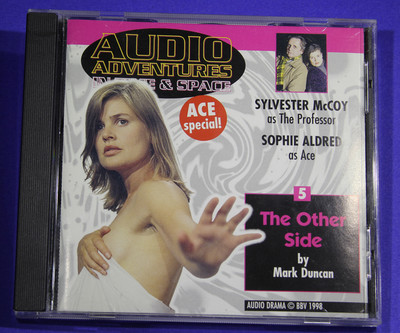 AUDIO
ADVENTURES
IN TIME & SPACE
ACE
special!
SYLVESTER McCOY
as The Professor
SOPHIE ALDRED
as Ace
5
The Other
Side
by
Mark Duncan
AUDIO DRAMA © BBV 1998